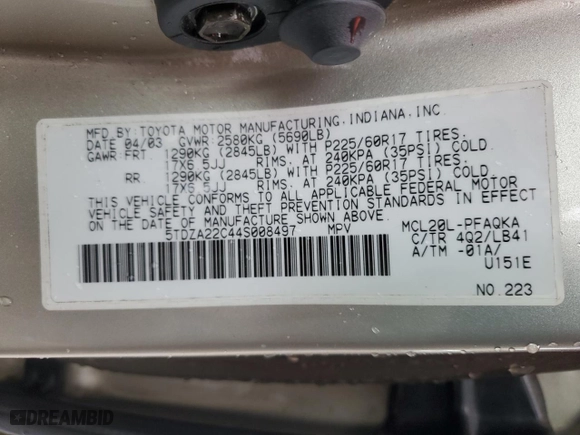 MFD.BY:TOYOTA MOTOR MANUFACTURING,INDIANA,INC.
DATE 04/03 GVWR:2580KG (5690LB)
GAWR:FRT. 1290KG (2845LB) WITH P225/60R17 TIRES,
17X6.5JJ RIMS, AT 240KPA (35PSI) COLD.
RR 1290KG (2845LB) WITH P225/60R17 TIRES,
17X6.5JJ RIMS, AT 240KPA (35PSI) COLD.
THIS VEHICLE CONFORMS TO ALL APPLICABLE FEDERAL MOTOR
VEHICLE SAFETY AND THEFT PREVENTION STANDARDS IN EFFECT
ON THE DATE OF MANUFACTURE SHOWN ABOVE.
5TDZA22C44S008497 MPV
MCL20L-PFAQKA
C/TR 4Q2/LB41
A/TM -01A/
U151E
NO.223
DREAMBID